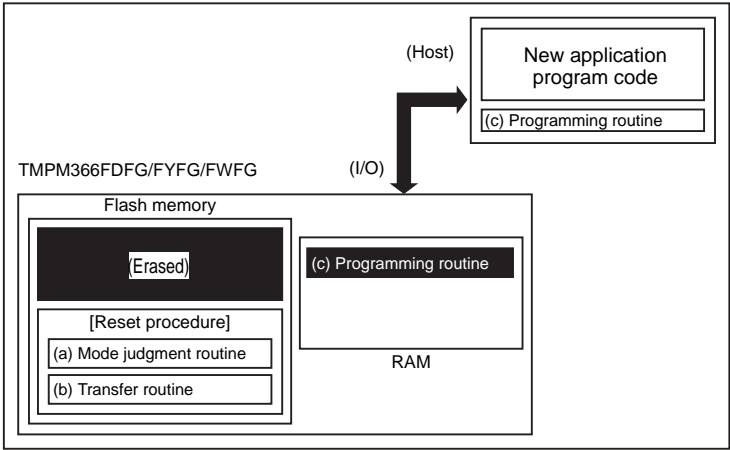 (Host)
New application
program code
(c) Programming routine
(I/O)
TMPM366FDFG/FYFG/FWFG
Flash memory
(Erased)
[Reset procedure]
(a) Mode judgment routine
(b) Transfer routine
(c) Programming routine
RAM